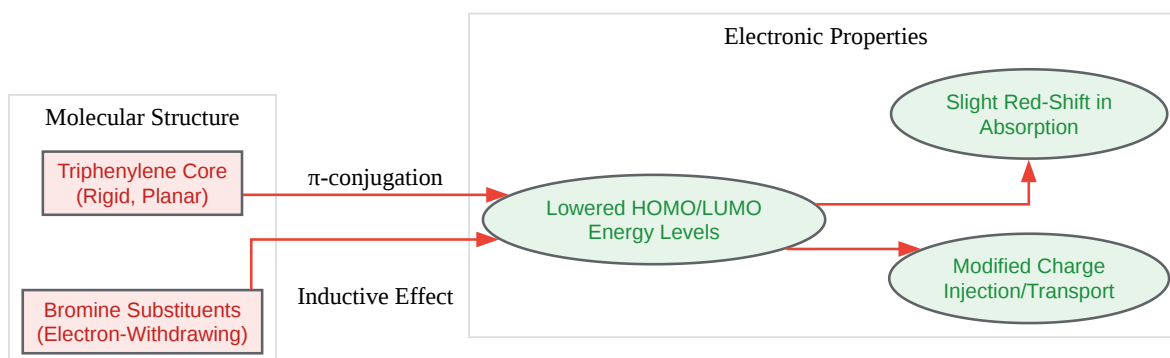 Electronic Properties
Molecular Structure
Slight Red-Shift in
Absorption
Triphenylene Core
(Rigid, Planar)
π-conjugation
Lowered HOMO/LUMO
Energy Levels
Bromine Substituents
(Electron-Withdrawing)
Inductive Effect
Modified Charge
Injection/Transport